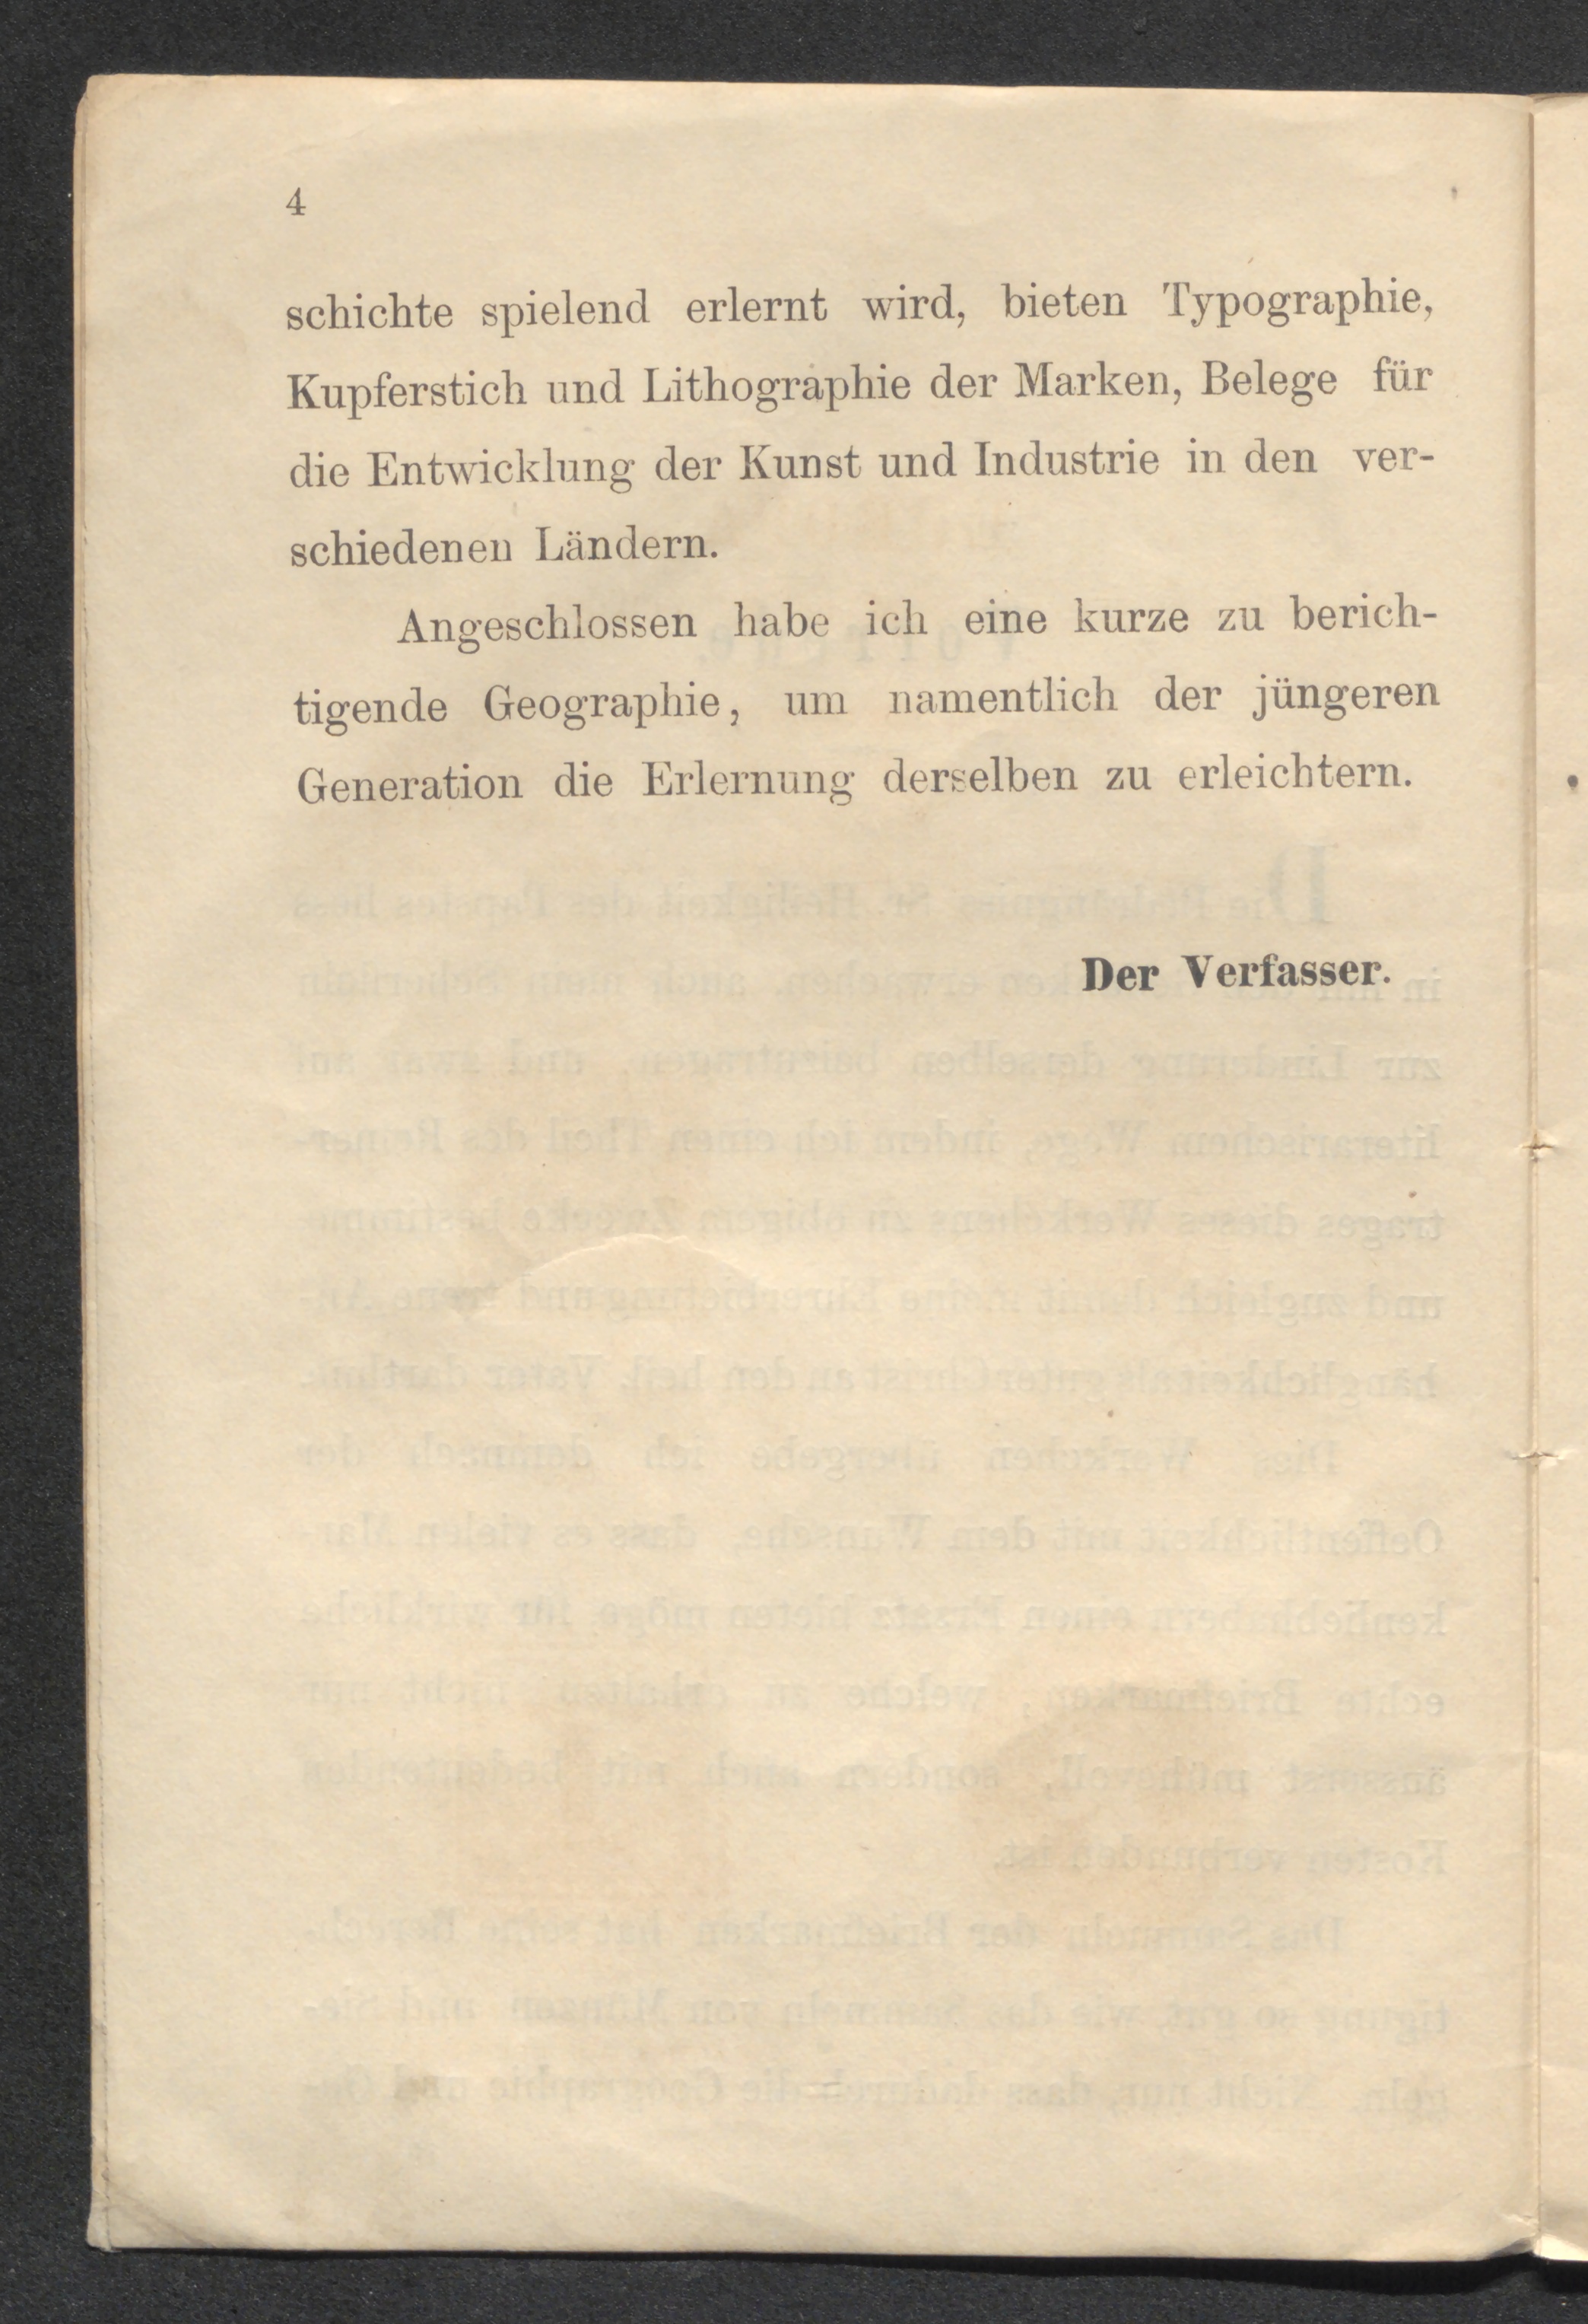 4
schichte spielend erlernt wird, bieten Typographie,
Kupferstich und Lithographie der Marken, Belege für
die Entwicklung der Kunst und Industrie in den ver-
schiedenen Ländern.
Angeschlossen habe ich eine kurze zu berich-
tigende Geographie, um namentlich der jüngeren
Generation die Erlernung derselben zu erleichtern.
Der Verfasser.